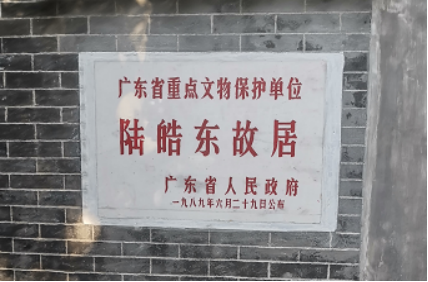 广东省重点文物保护单位
陆皓东故居
广东省人民政府
一九八九年六月二十九日公布